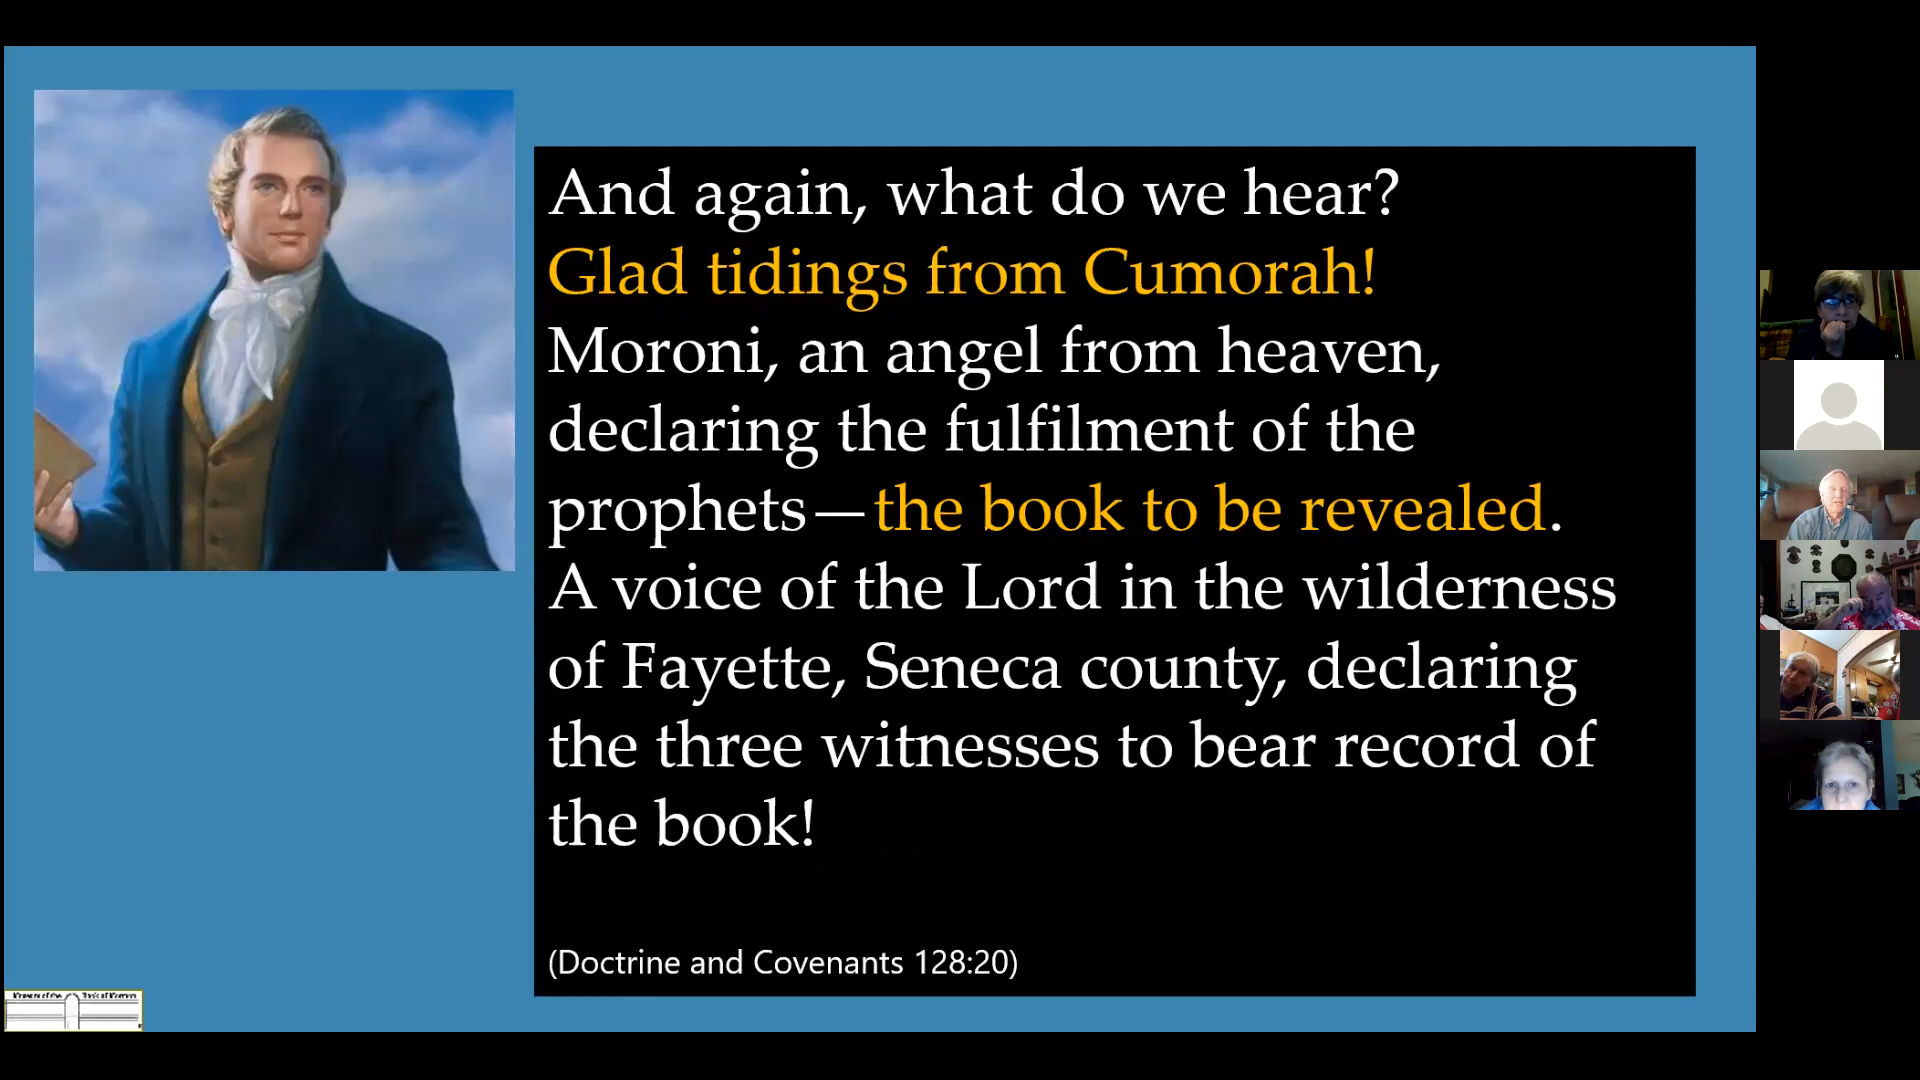 And again, what do we hear?
Glad tidings from Cumorah!
Moroni, an angel from heaven,
declaring the fulfilment of the
prophets—the book to be revealed.
A voice of the Lord in the wilderness
of Fayette, Seneca county, declaring
the three witnesses to bear record of
the book!
(Doctrine and Covenants 128:20)